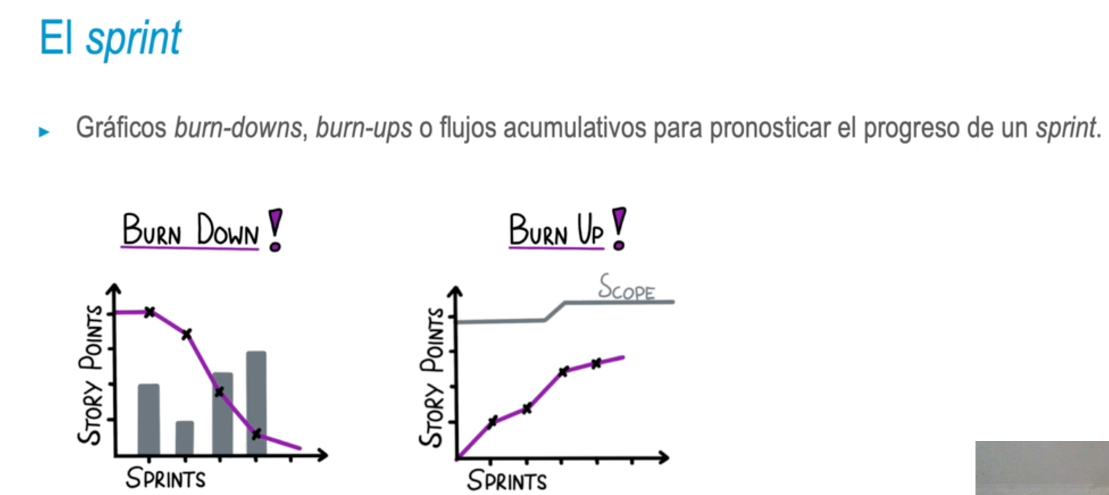 El sprint
▸ Gráficos burn-downs, burn-ups o flujos acumulativos para pronosticar el progreso de un sprint.
BURN DOWN!
STORY POINTS
SPRINTS
BURN UP!
SCOPE
STORY POINTS
SPRINTS